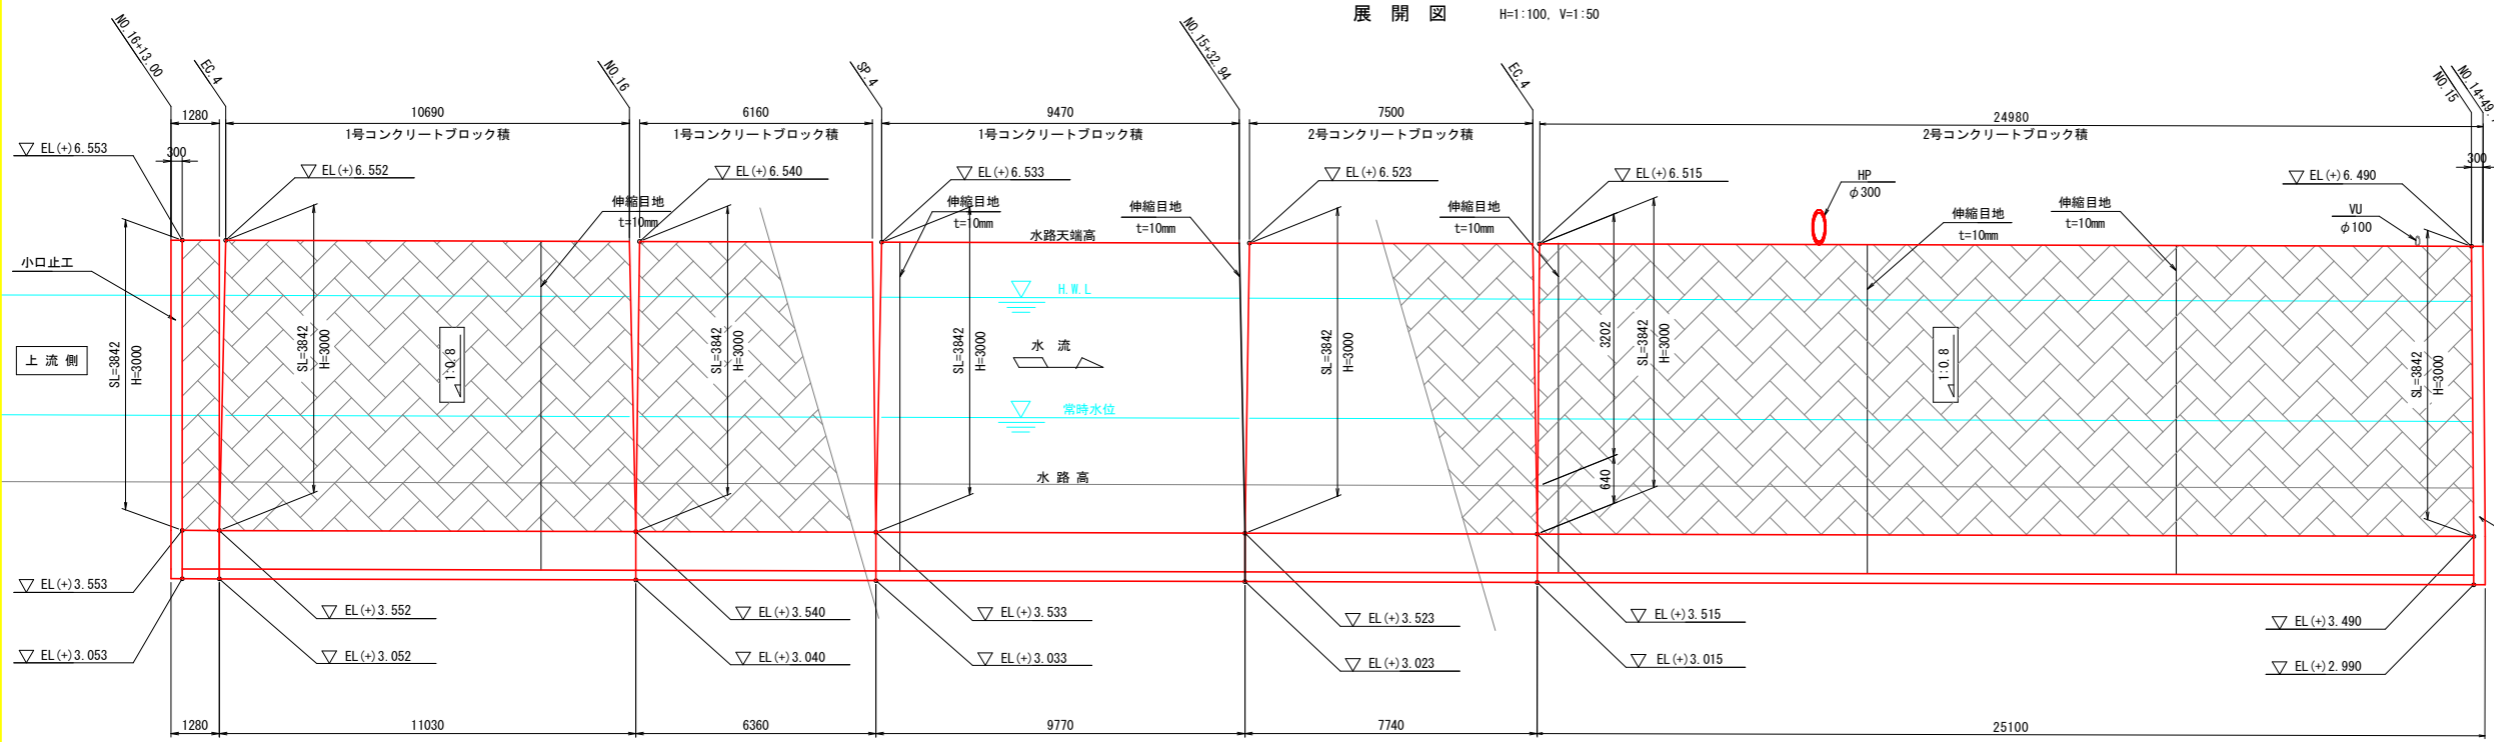 展 開 図 H=1:100, V=1:50
NO.16+13.00
EC.4
NO.16
SP.4
NO.15+32.94
EC.4
NO.15
NO.14+49.
1280
10690
6160
9470
7500
24980
1号コンクリートブロック積
1号コンクリートブロック積
1号コンクリートブロック積
2号コンクリートブロック積
2号コンクリートブロック積
300
300
EL(+)6.553
EL(+)6.552
EL(+)6.540
EL(+)6.533
EL(+)6.523
EL(+)6.515
EL(+)6.490
HP
φ300
VU
φ100
伸縮目地
t=10mm
伸縮目地
t=10mm
伸縮目地
t=10mm
伸縮目地
t=10mm
伸縮目地
t=10mm
伸縮目地
t=10mm
水路天端高
小口止工
H.W.L
水 流
常時水位
水 路 高
上 流 側
SL=3842
H=3000
SL=3842
H=3000
1:0.8
SL=3842
H=3000
SL=3842
H=3000
SL=3842
H=3000
3202
640
SL=3842
H=3000
1:0.8
SL=3842
H=3000
EL(+)3.553
EL(+)3.552
EL(+)3.540
EL(+)3.533
EL(+)3.523
EL(+)3.515
EL(+)3.490
EL(+)3.053
EL(+)3.052
EL(+)3.040
EL(+)3.033
EL(+)3.023
EL(+)3.015
EL(+)2.990
1280
11030
6360
9770
7740
25100